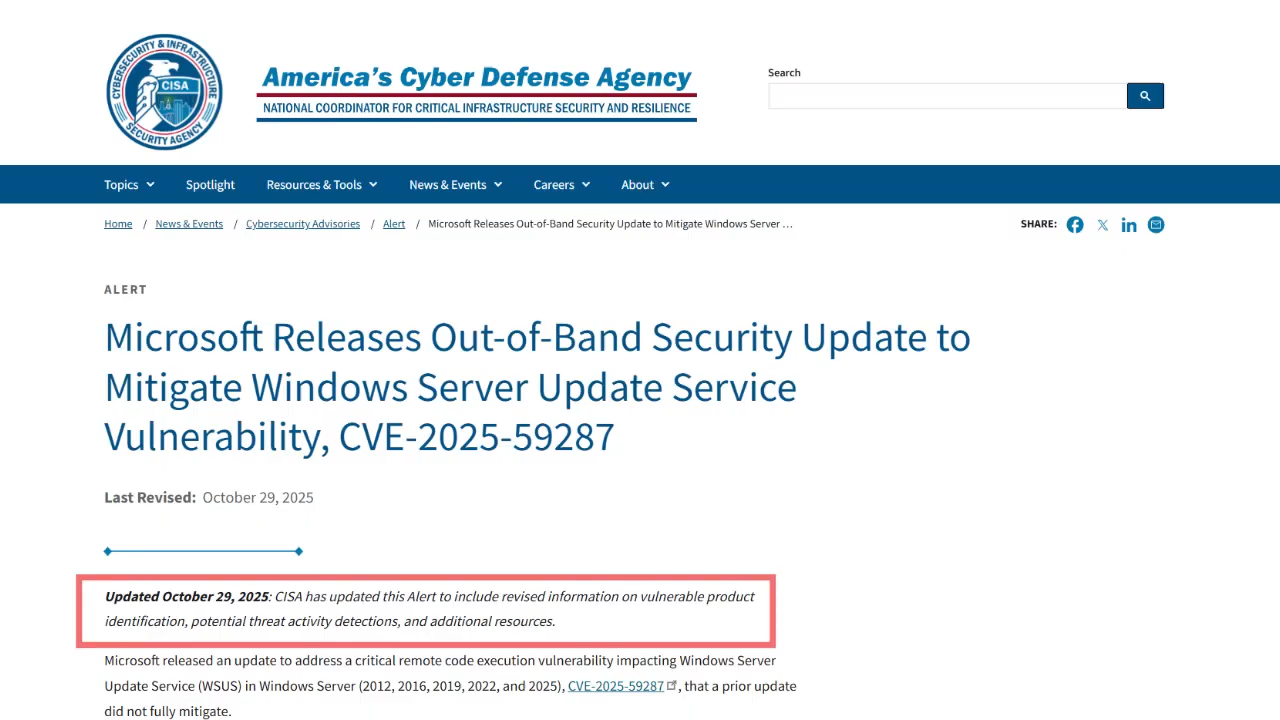 CYBERSECURITY & INFRASTRUCTURE
CISA
SECURITY AGENCY
America's Cyber Defense Agency
NATIONAL COORDINATOR FOR CRITICAL INFRASTRUCTURE SECURITY AND RESILIENCE
Search
Topics Spotlight Resources & Tools News & Events Careers About
Home / News & Events / Cybersecurity Advisories / Alert / Microsoft Releases Out-of-Band Security Update to Mitigate Windows Server …
SHARE:
ALERT
Microsoft Releases Out-of-Band Security Update to
Mitigate Windows Server Update Service
Vulnerability, CVE-2025-59287
Last Revised: October 29, 2025
Updated October 29, 2025: CISA has updated this Alert to include revised information on vulnerable product
identification, potential threat activity detections, and additional resources.
Microsoft released an update to address a critical remote code execution vulnerability impacting Windows Server
Update Service (WSUS) in Windows Server (2012, 2016, 2019, 2022, and 2025), CVE-2025-59287, that a prior update
did not fully mitigate.